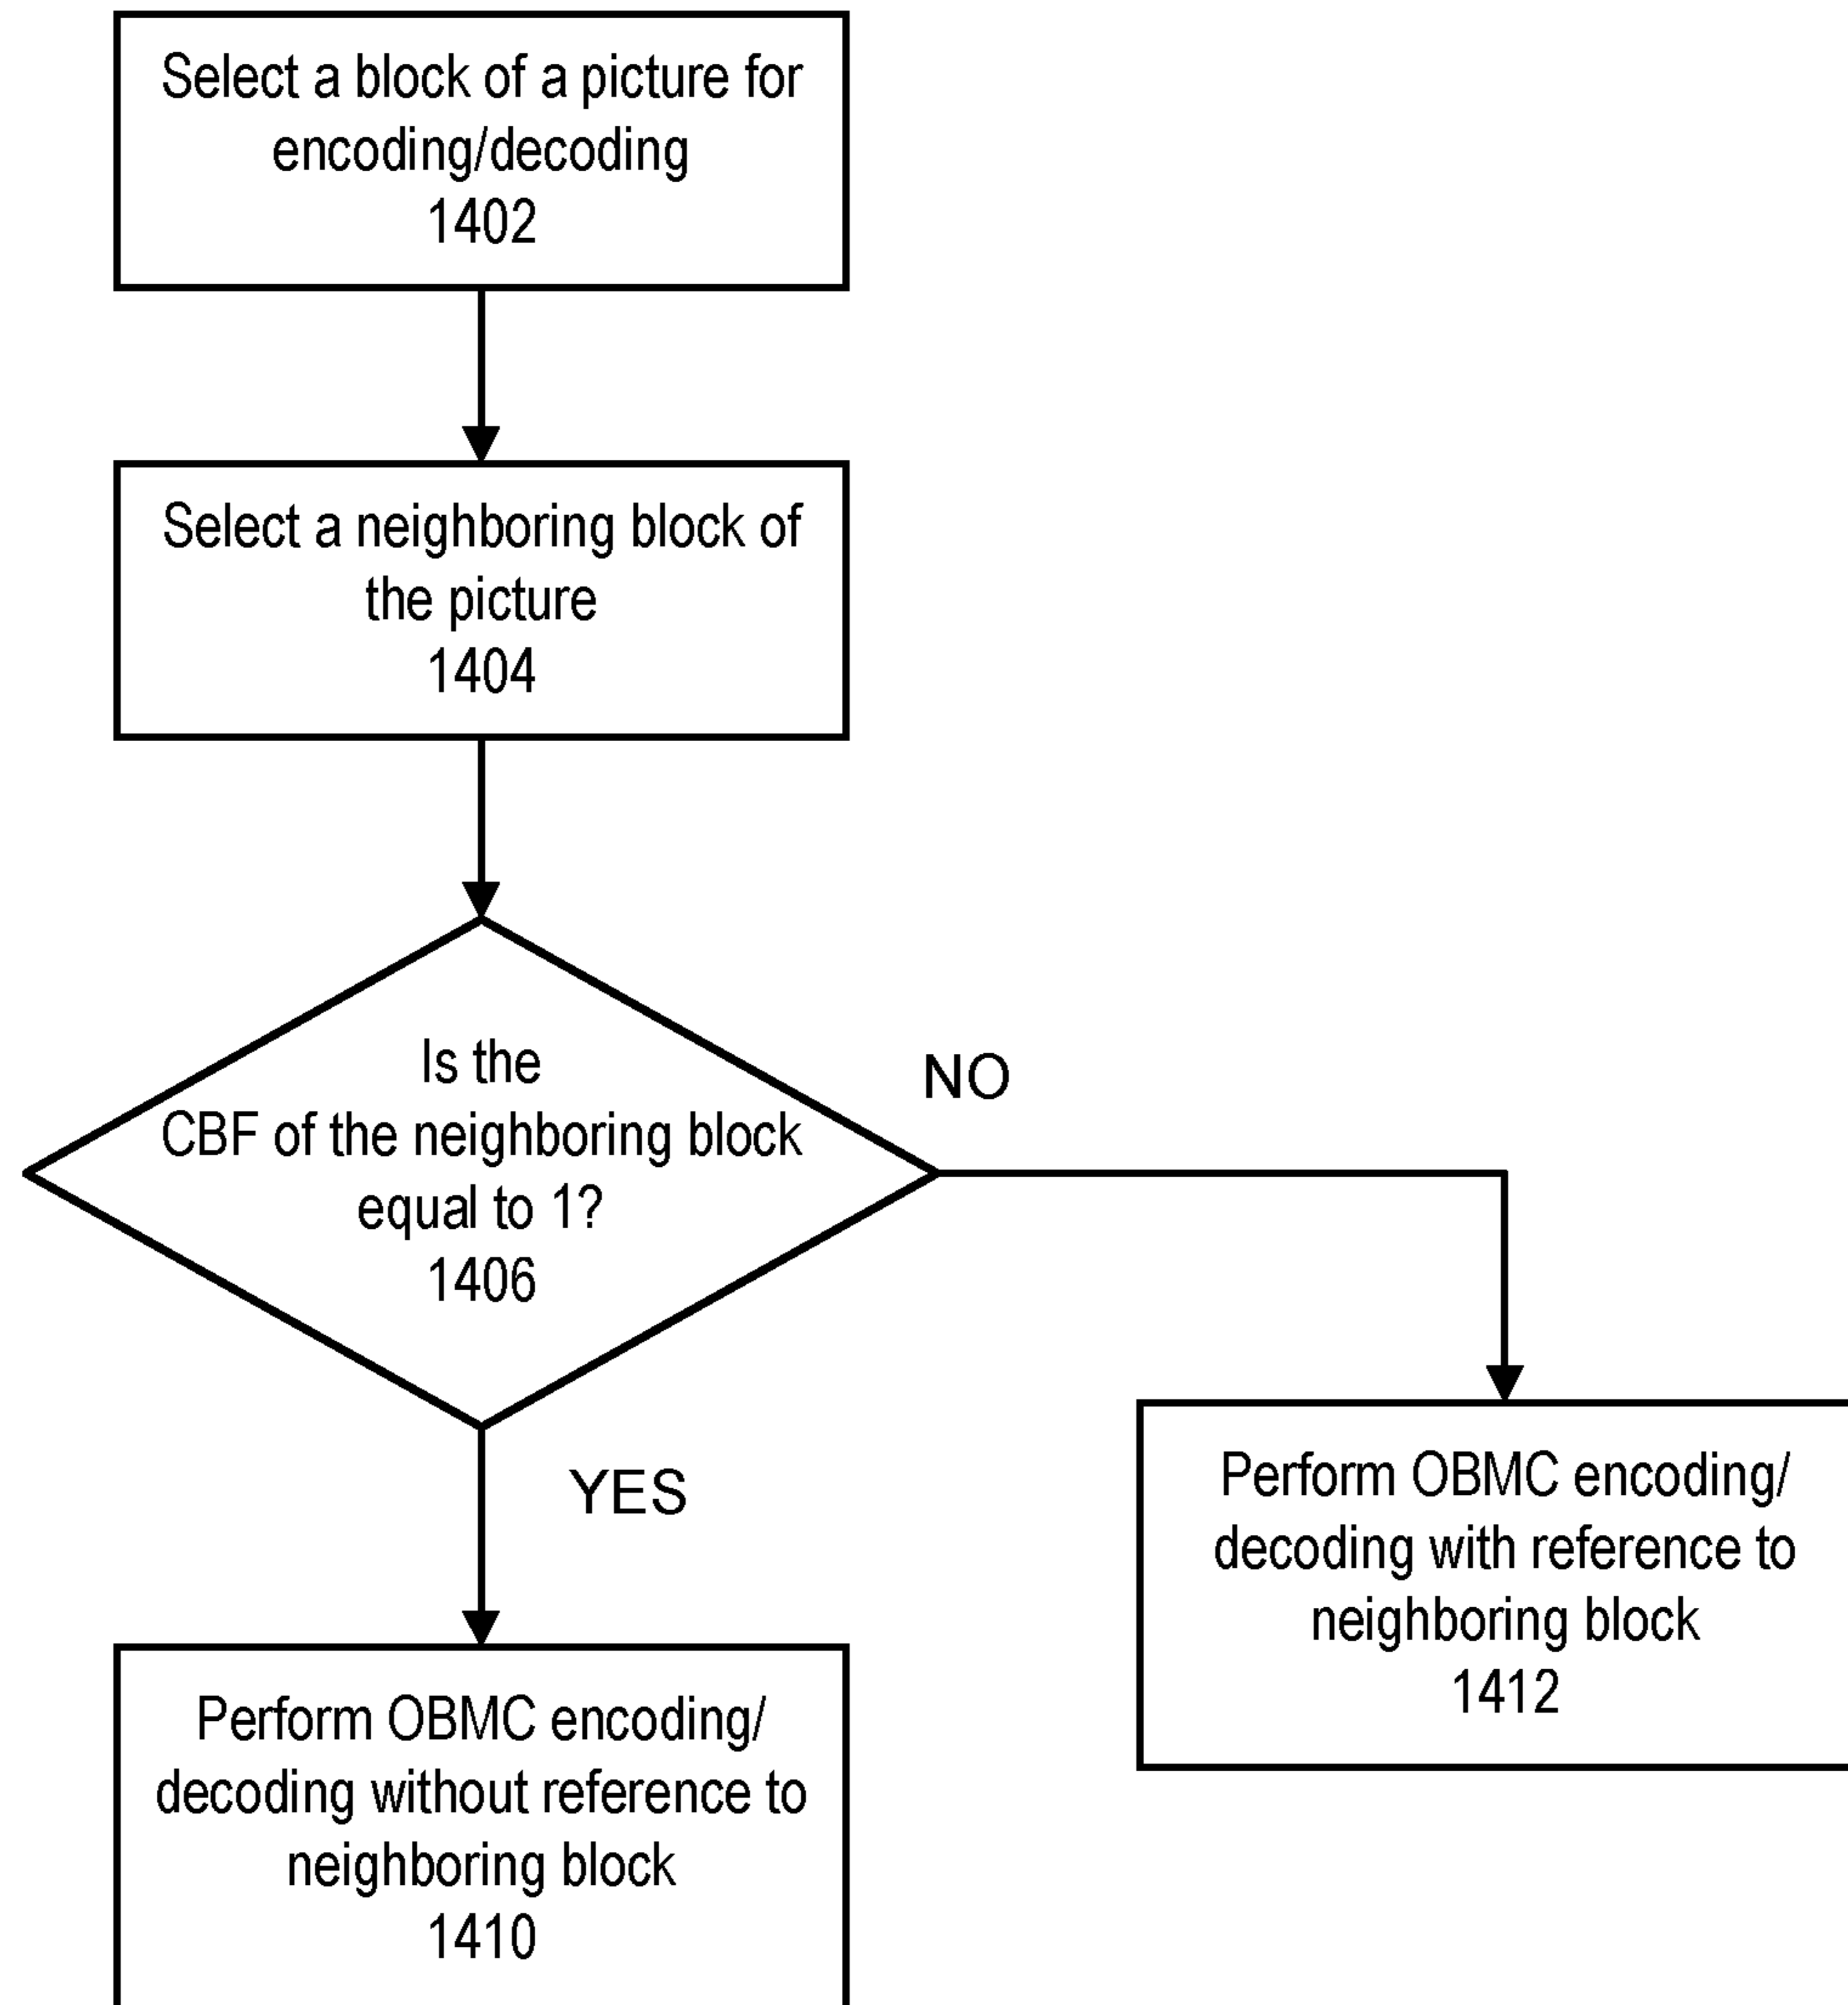 Select a block of a picture for
encoding/decoding
1402
Select a neighboring block of
the picture
1404
Is the
CBF of the neighboring block
equal to 1?
1406
NO
YES
Perform OBMC encoding/
decoding with reference to
neighboring block
1412
Perform OBMC encoding/
decoding without reference to
neighboring block
1410